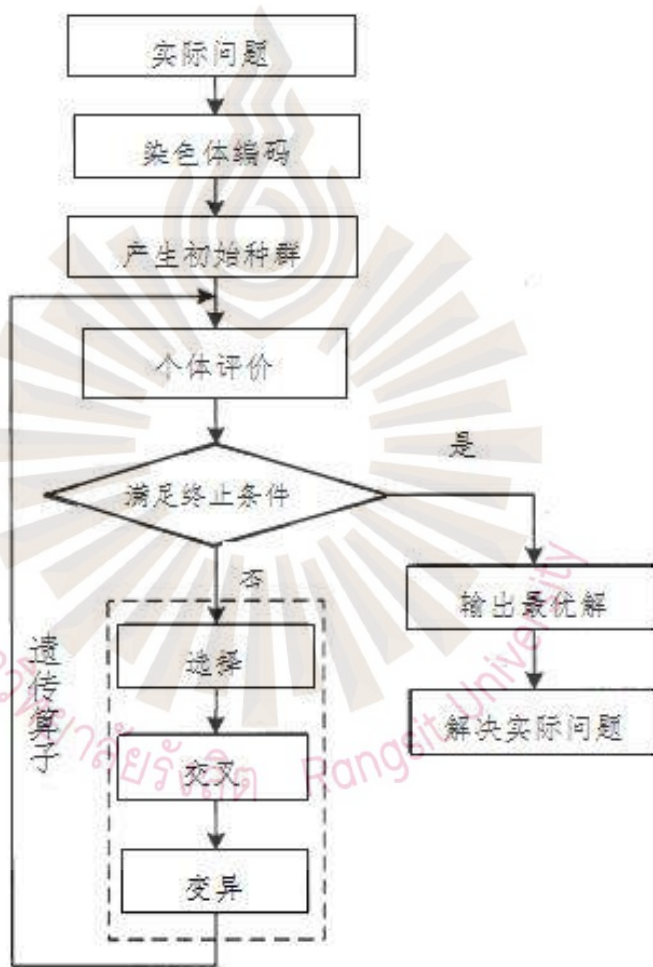 实际问题
染色体编码
产生初始种群
个体评价
满足终止条件
是
否
遗传算子
选择
交叉
变异
输出最优解
解决实际问题
Rangsit University